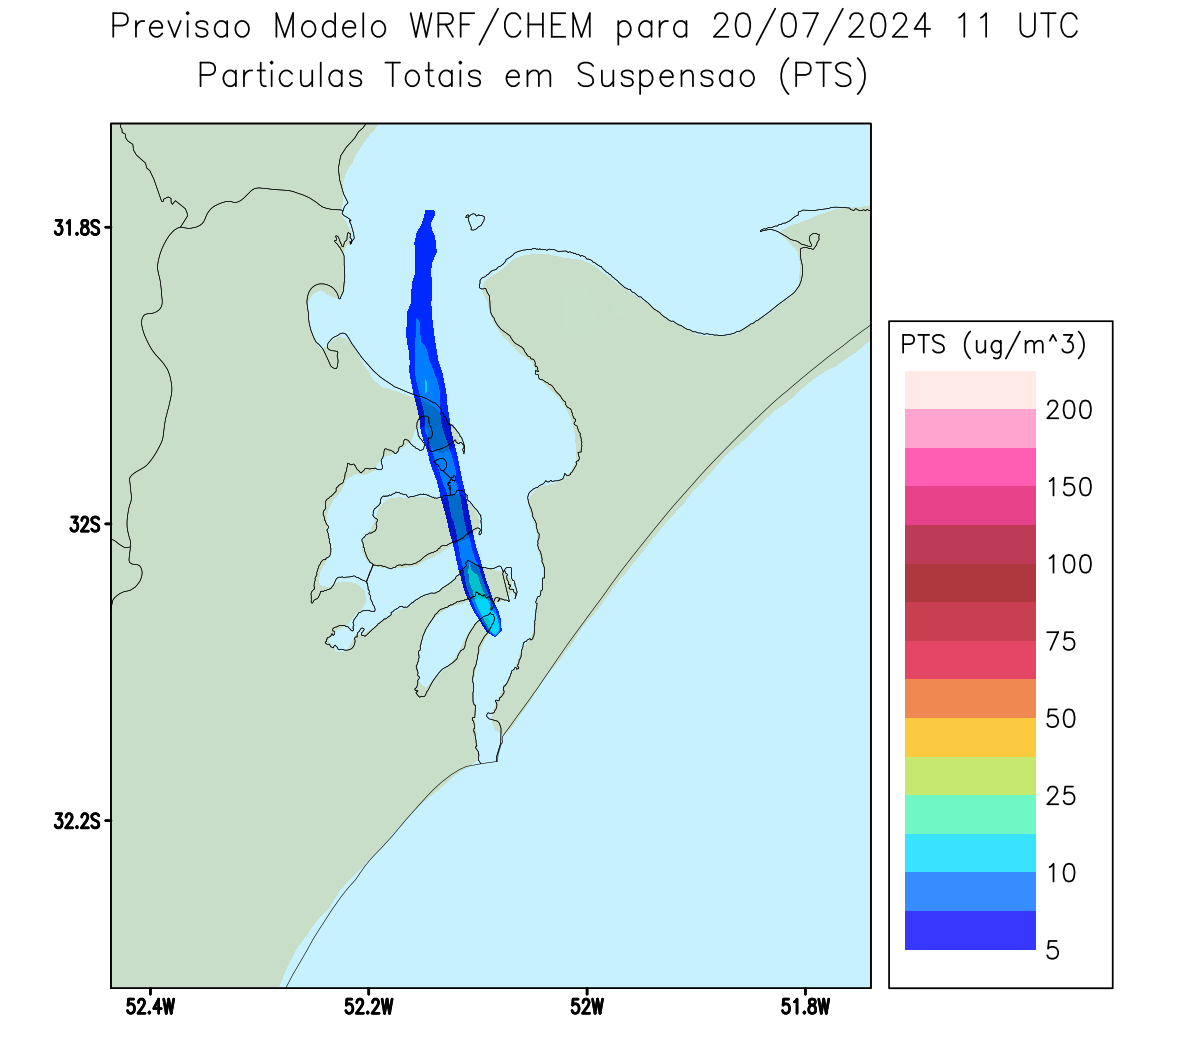 Previsao Modelo WRF/CHEM para 20/07/2024 11 UTC
Particulas Totais em Suspensao (PTS)
31.8S
32S
32.2S
52.4W
52.2W
52W
51.8W
PTS (ug/m^3)
200
150
100
75
50
25
10
5